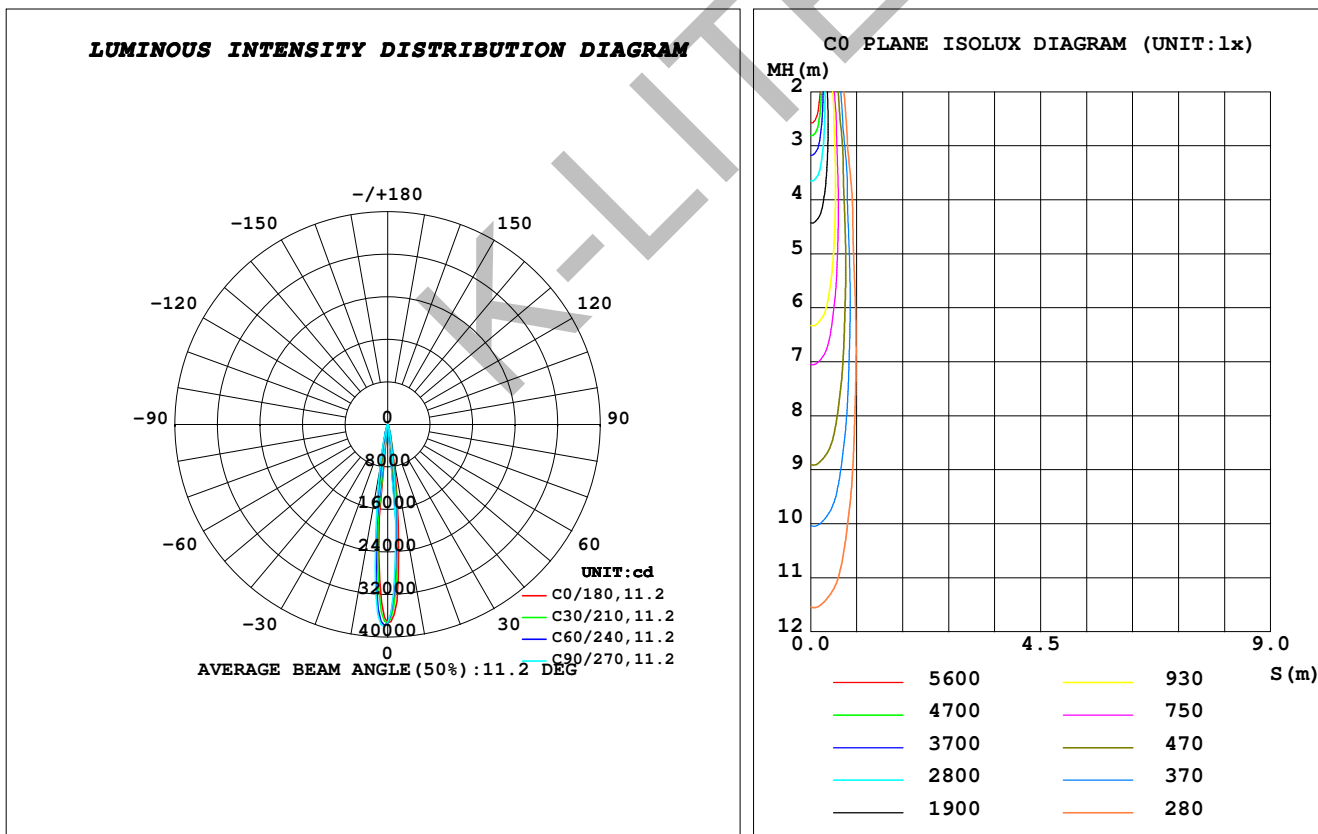 LUMINOUS INTENSITY DISTRIBUTION DIAGRAM
-/+180
-150
150
-120
120
-90
90
0
8000
16000
24000
32000
40000
-60
60
-30
30
0
UNIT:cd
C0/180,11.2
C30/210,11.2
C60/240,11.2
C90/270,11.2
AVERAGE BEAM ANGLE(50%):11.2 DEG
K-LITE
C0 PLANE ISOLUX DIAGRAM (UNIT:lx)
MH(m)
2
3
4
5
6
7
8
9
10
11
12
0.0 4.5 9.0
S(m)
5600 930
4700 750
3700 470
2800 370
1900 280